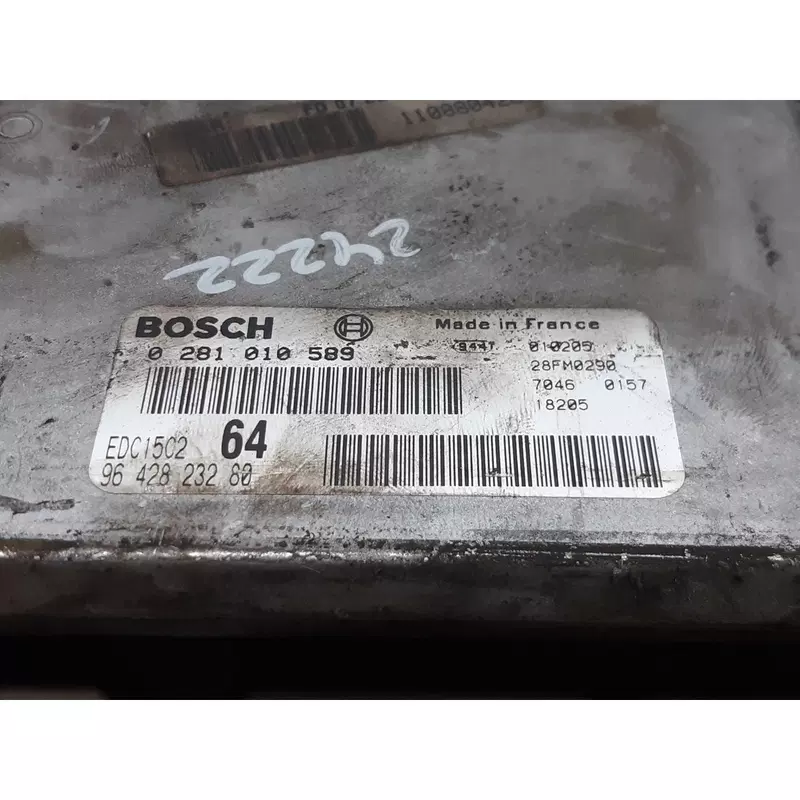 22242
BOSCH
Made in France
0 281 010 589
010205
28FM0290
7046 0157
18205
EDC15C2 64
96 428 232 80